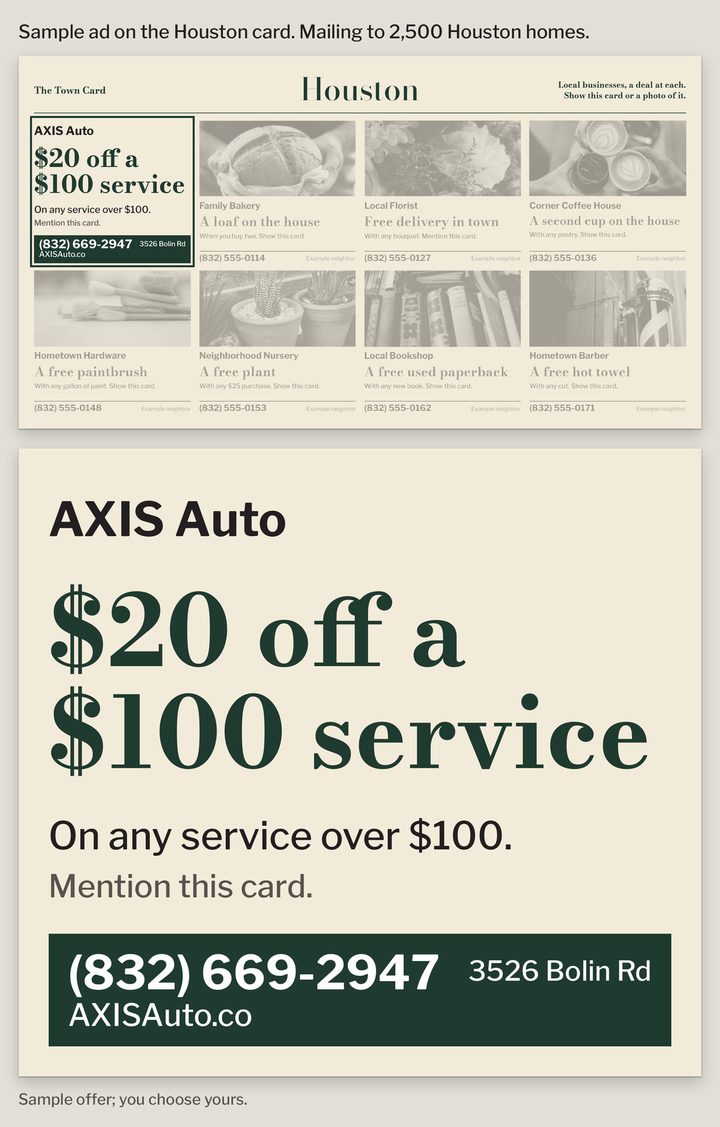 Sample ad on the Houston card. Mailing to 2,500 Houston homes.
The Town Card
Houston
Local businesses, a deal at each.
Show this card or a photo of it.
AXIS Auto
$20 off a
$100 service
On any service over $100.
Mention this card.
(832) 669-2947 3526 Bolin Rd
AXISAuto.co
Family Bakery
A loaf on the house
When you buy two. Show this card.
(832) 555-0114 Example neighbor
Local Florist
Free delivery in town
With any bouquet. Mention this card.
(832) 555-0127 Example neighbor
Corner Coffee House
A second cup on the house
With any pastry. Show this card.
(832) 555-0136 Example neighbor
Hometown Hardware
A free paintbrush
With any gallon of paint. Show this card.
(832) 555-0148 Example neighbor
Neighborhood Nursery
A free plant
With any $25 purchase. Show this card.
(832) 555-0153 Example neighbor
Local Bookshop
A free used paperback
With any new book. Show this card.
(832) 555-0162 Example neighbor
Hometown Barber
A free hot towel
With any cut. Show this card.
(832) 555-0171 Example neighbor
AXIS Auto
$20 off a
$100 service
On any service over $100.
Mention this card.
(832) 669-2947 3526 Bolin Rd
AXISAuto.co
Sample offer; you choose yours.